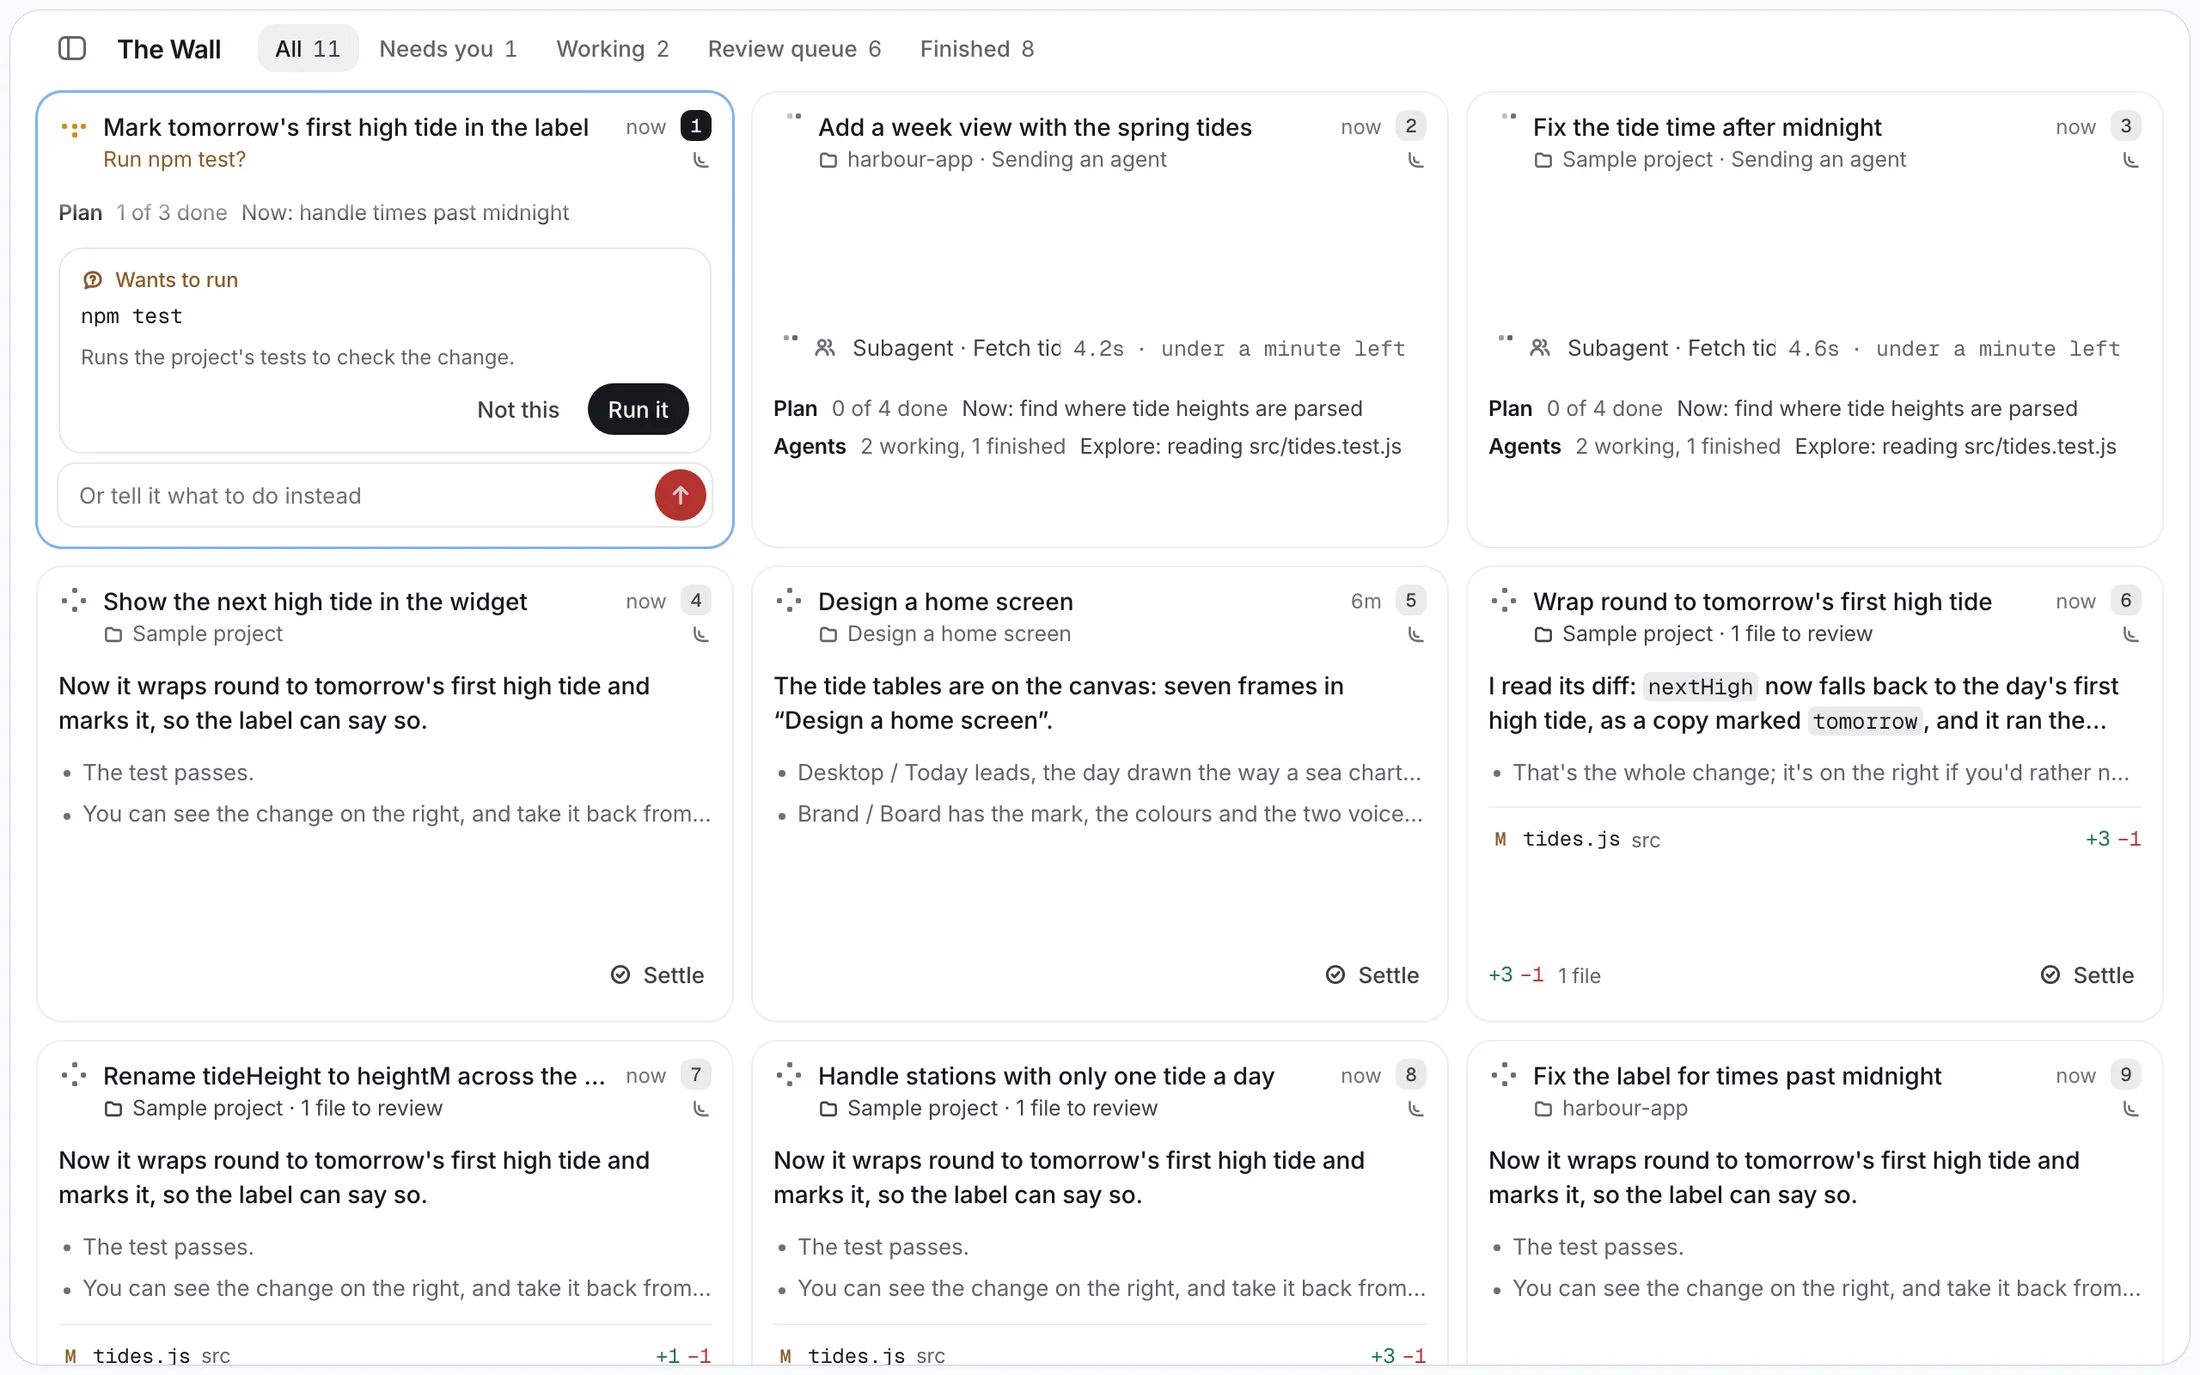 The Wall All 11 Needs you 1 Working 2 Review queue 6 Finished 8
Mark tomorrow's first high tide in the label now 1
Run npm test?
Plan 1 of 3 done Now: handle times past midnight
Wants to run
npm test
Runs the project's tests to check the change.
Not this Run it
Or tell it what to do instead
Add a week view with the spring tides now 2
harbour-app · Sending an agent
Subagent · Fetch tid 4.2s · under a minute left
Plan 0 of 4 done Now: find where tide heights are parsed
Agents 2 working, 1 finished Explore: reading src/tides.test.js
Fix the tide time after midnight now 3
Sample project · Sending an agent
Subagent · Fetch tid 4.6s · under a minute left
Plan 0 of 4 done Now: find where tide heights are parsed
Agents 2 working, 1 finished Explore: reading src/tides.test.js
Show the next high tide in the widget now 4
Sample project
Now it wraps round to tomorrow's first high tide and
marks it, so the label can say so.
• The test passes.
• You can see the change on the right, and take it back from...
Settle
Design a home screen 6m 5
Design a home screen
The tide tables are on the canvas: seven frames in
“Design a home screen”.
• Desktop / Today leads, the day drawn the way a sea chart...
• Brand / Board has the mark, the colours and the two voice...
Settle
Wrap round to tomorrow's first high tide now 6
Sample project · 1 file to review
I read its diff: nextHigh now falls back to the day's first
high tide, as a copy marked tomorrow, and it ran the...
• That's the whole change; it's on the right if you'd rather n...
M tides.js src +3 −1
+3 −1 1 file Settle
Rename tideHeight to heightM across the ... now 7
Sample project · 1 file to review
Now it wraps round to tomorrow's first high tide and
marks it, so the label can say so.
• The test passes.
• You can see the change on the right, and take it back from...
M tides.js src +1 −1
Handle stations with only one tide a day now 8
Sample project · 1 file to review
Now it wraps round to tomorrow's first high tide and
marks it, so the label can say so.
• The test passes.
• You can see the change on the right, and take it back from...
M tides.js src +3 −1
Fix the label for times past midnight now 9
harbour-app
Now it wraps round to tomorrow's first high tide and
marks it, so the label can say so.
• The test passes.
• You can see the change on the right, and take it back from...